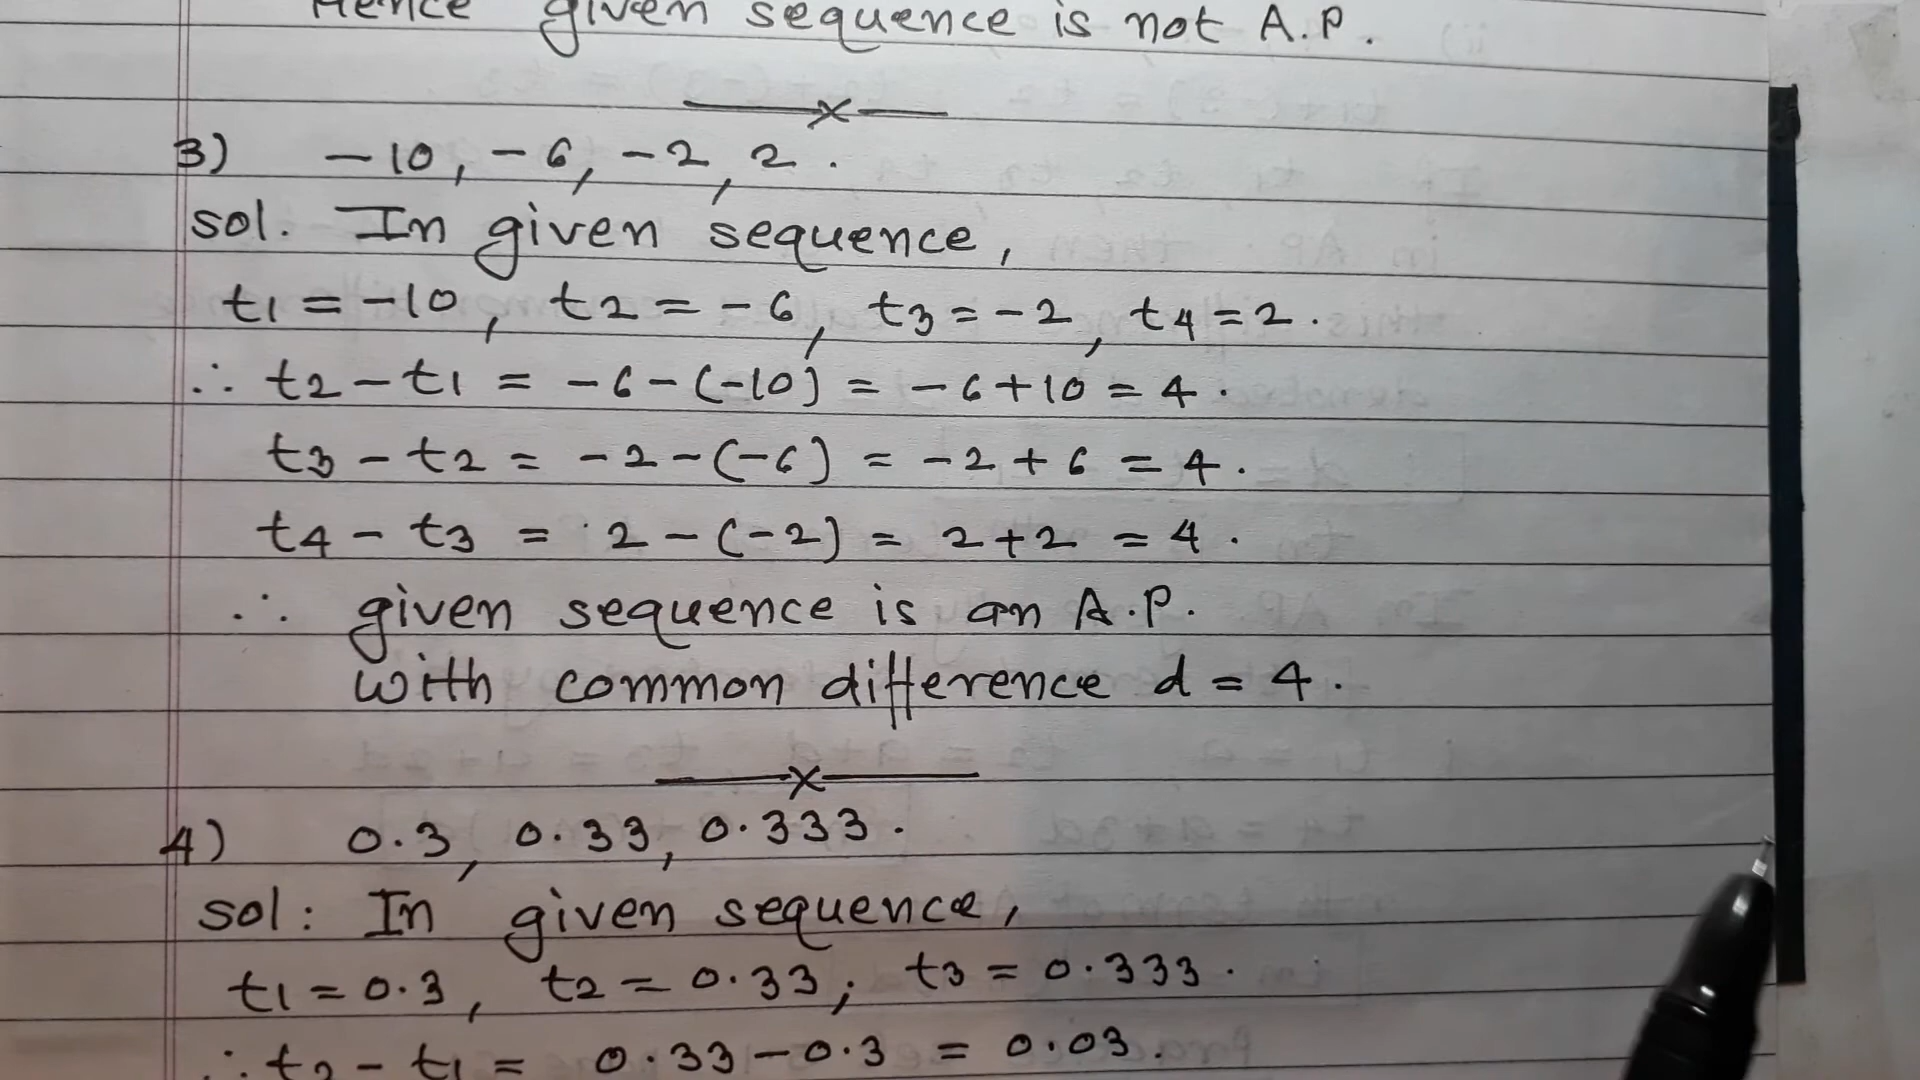 Hence given sequence is not A.P.
3) -10, -6, -2, 2.
sol. In given sequence,
t1 = -10, t2 = -6, t3 = -2, t4 = 2.
∴ t2 - t1 = -6 - (-10) = -6 + 10 = 4.
t3 - t2 = -2 - (-6) = -2 + 6 = 4.
t4 - t3 = 2 - (-2) = 2 + 2 = 4.
∴ given sequence is an A.P.
with common difference d = 4.
4) 0.3, 0.33, 0.333.
sol: In given sequence,
t1 = 0.3, t2 = 0.33; t3 = 0.333.
∴ t2 - t1 = 0.33 - 0.3 = 0.03.